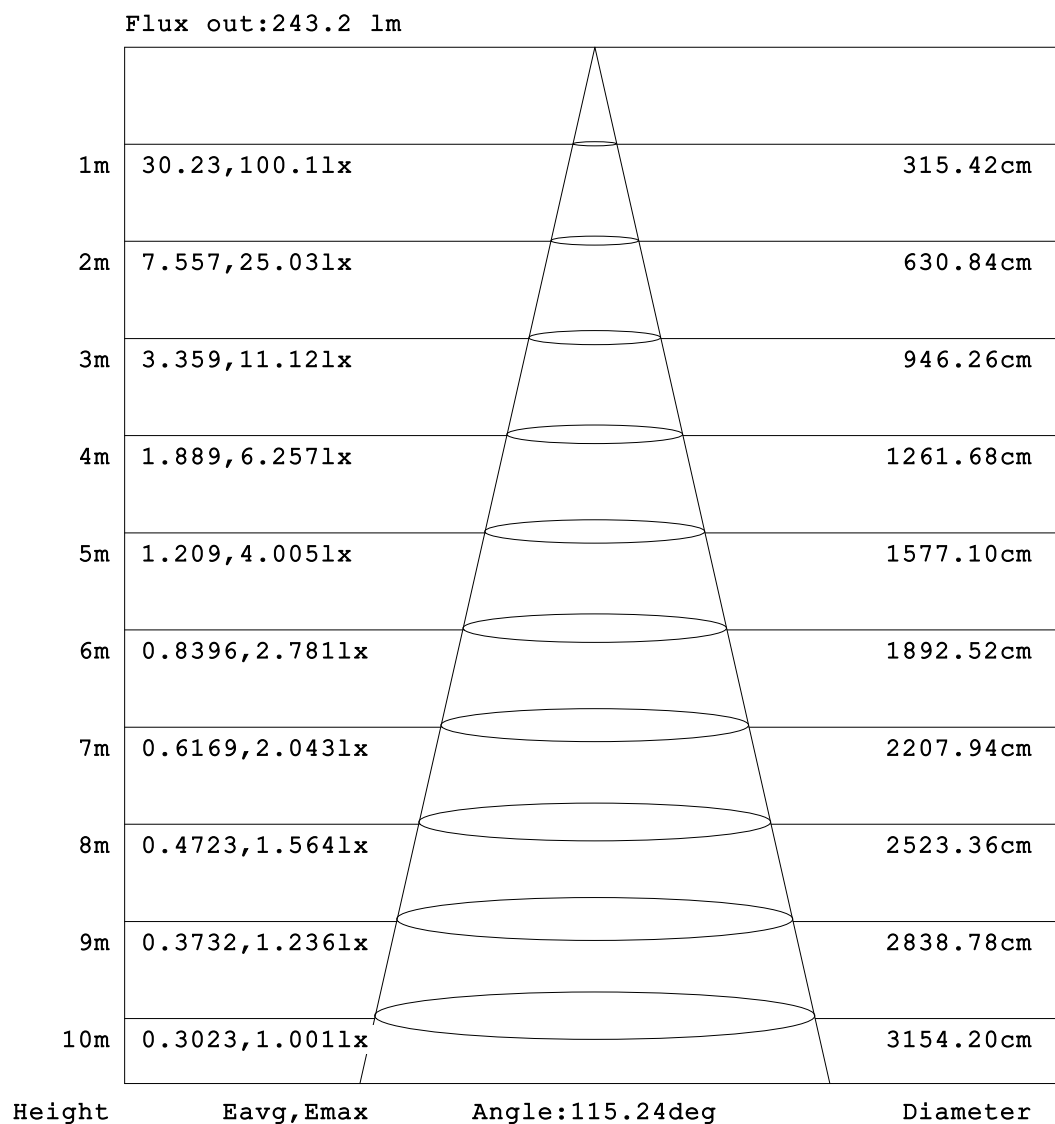 Flux out:243.2 lm
1m 30.23,100.1lx 315.42cm
2m 7.557,25.03lx 630.84cm
3m 3.359,11.12lx 946.26cm
4m 1.889,6.257lx 1261.68cm
5m 1.209,4.005lx 1577.10cm
6m 0.8396,2.781lx 1892.52cm
7m 0.6169,2.043lx 2207.94cm
8m 0.4723,1.564lx 2523.36cm
9m 0.3732,1.236lx 2838.78cm
10m 0.3023,1.001lx 3154.20cm
Height Eavg,Emax Angle:115.24deg Diameter